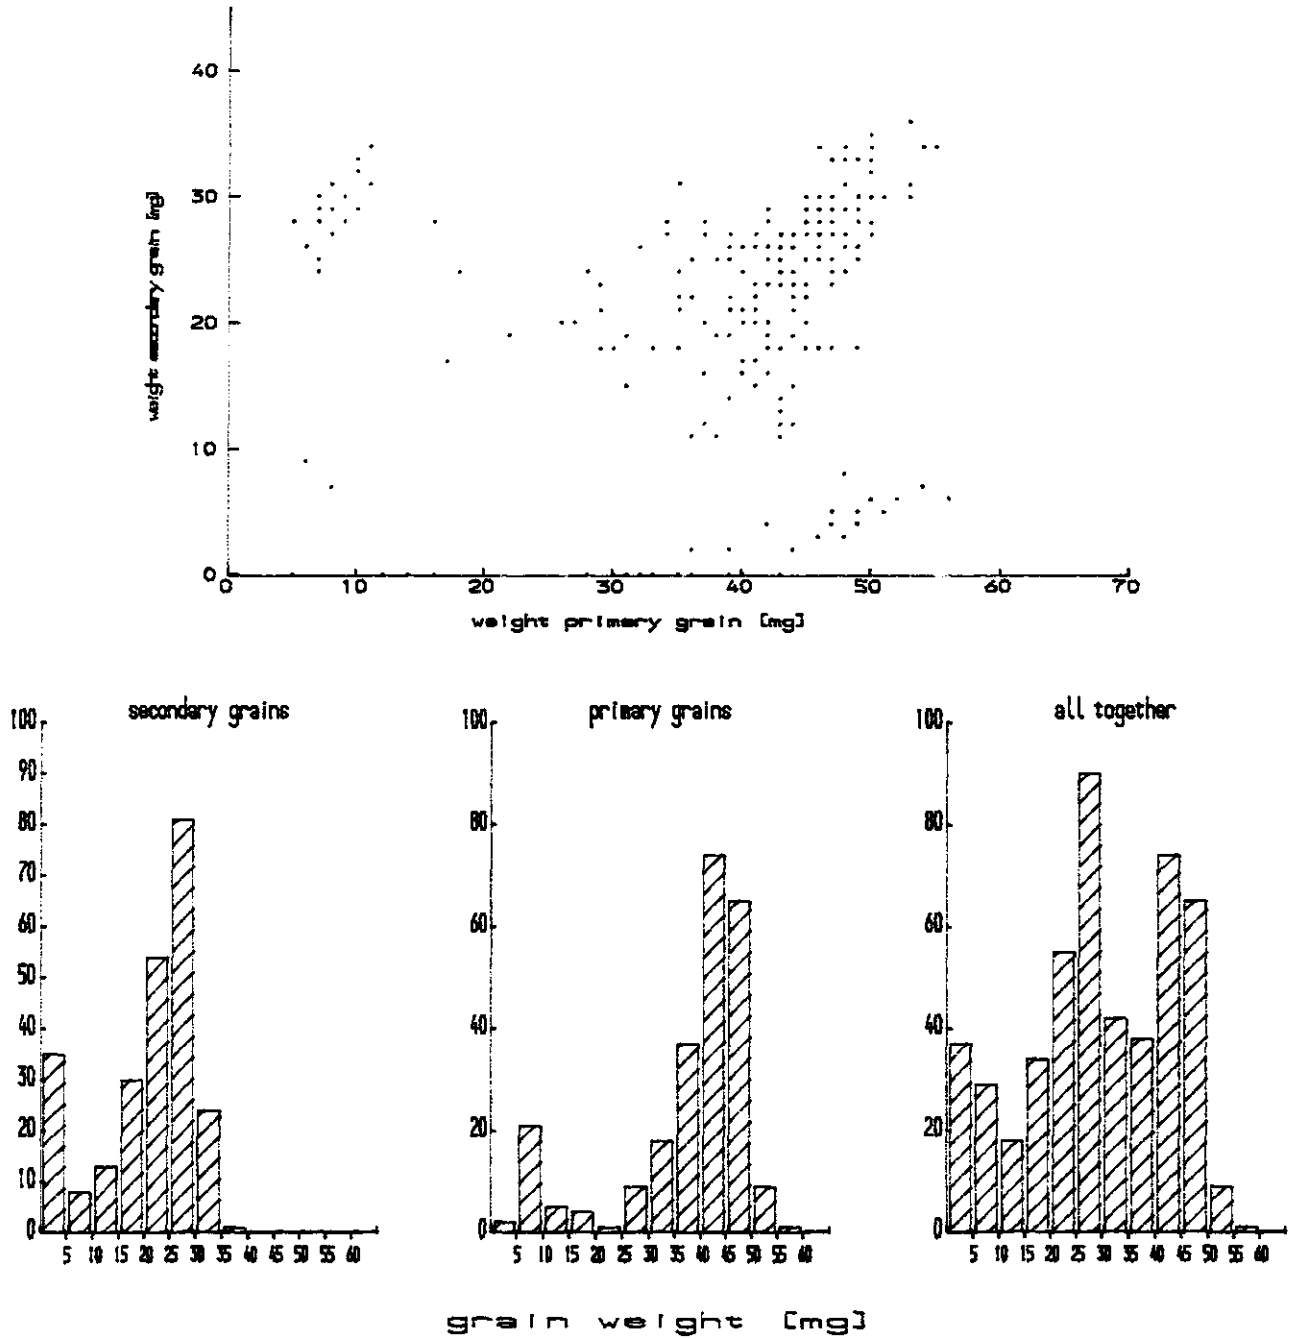 40
30
20
10
0
weight secondary grain [mg]
0 10 20 30 40 50 60 70
weight primary grain [mg]
secondary grains
100
90
80
70
60
50
40
30
20
10
0
5 10 15 20 25 30 35 40 45 50 55 60
primary grains
100
80
60
40
20
0
5 10 15 20 25 30 35 40 45 50 55 60
all together
100
80
60
40
20
0
5 10 15 20 25 30 35 40 45 50 55 60
grain weight [mg]